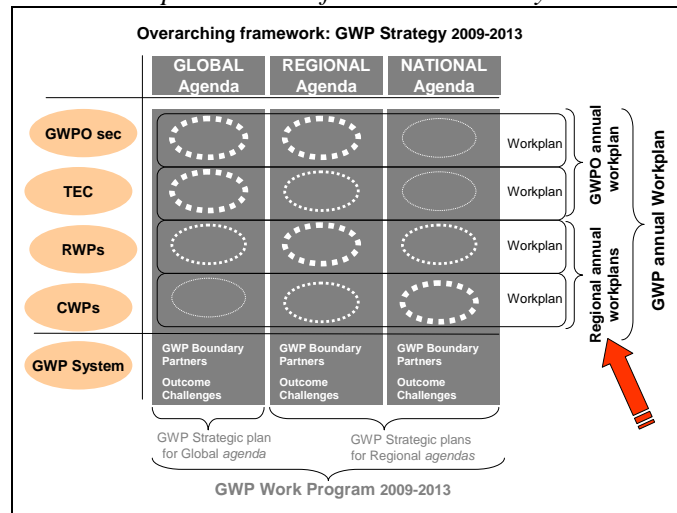 Overarching framework: GWP Strategy 2009-2013
GLOBAL
Agenda
REGIONAL
Agenda
NATIONAL
Agenda
GWPO sec
Workplan
TEC
Workplan
RWPs
Workplan
CWPs
Workplan
GWPO annual
workplan
Regional annual
workplans
GWP annual Workplan
GWP System
GWP Boundary
Partners
Outcome
Challenges
GWP Boundary
Partners
Outcome
Challenges
GWP Boundary
Partners
Outcome
Challenges
GWP Strategic plan
for Global agenda
GWP Strategic plans
for Regional agendas
GWP Work Program 2009-2013